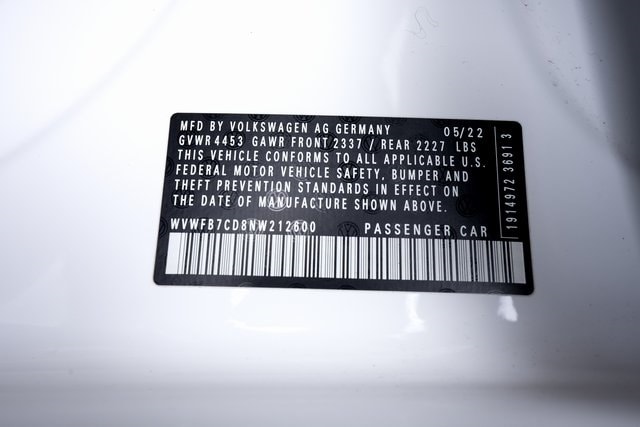 MFD BY VOLKSWAGEN AG GERMANY 05/22
GVWR 4453 GAWR FRONT 2337 / REAR 2227 LBS
THIS VEHICLE CONFORMS TO ALL APPLICABLE U.S.
FEDERAL MOTOR VEHICLE SAFETY, BUMPER AND
THEFT PREVENTION STANDARDS IN EFFECT ON
THE DATE OF MANUFACTURE SHOWN ABOVE.
WVWFB7CD8NW212600 PASSENGER CAR
1914972 36913